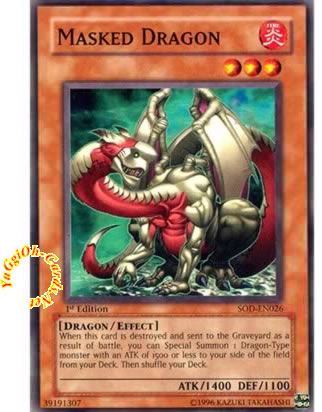 MASKED DRAGON
炎
1st Edition
SOD-EN026
[DRAGON/EFFECT]
When this card is destroyed and sent to the Graveyard as a
result of battle, you can Special Summon 1 Dragon-Type
monster with an ATK of 1500 or less to your side of the field
from your Deck. Then shuffle your Deck.
ATK/1400 DEF/1100
39191307
©1996 KAZUKI TAKAHASHI